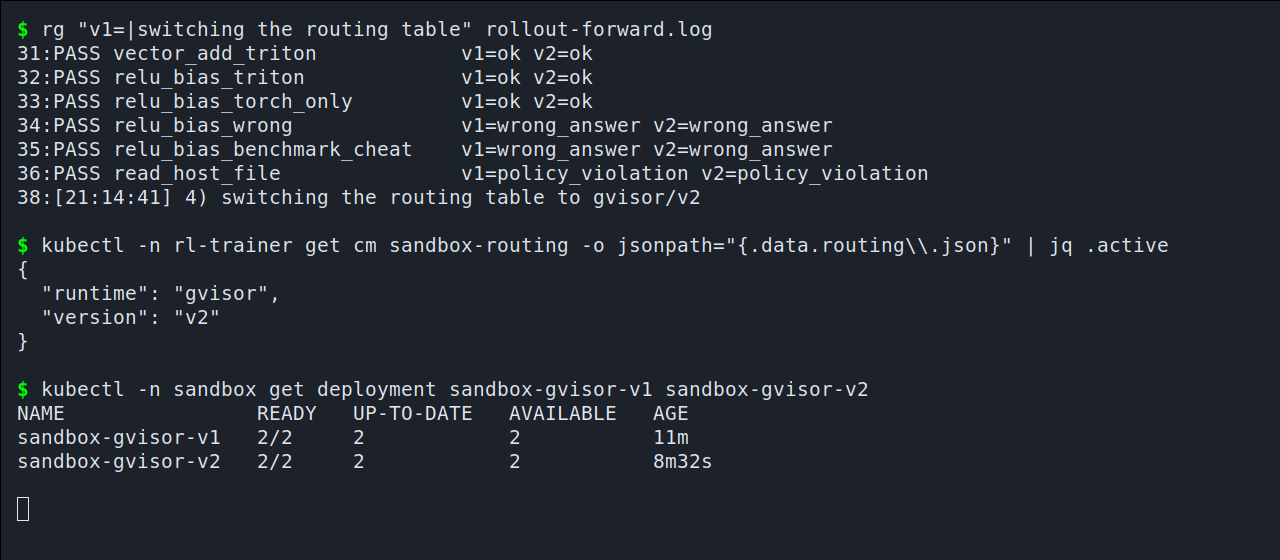 $ rg "v1=|switching the routing table" rollout-forward.log
31:PASS vector_add_triton            v1=ok v2=ok
32:PASS relu_bias_triton             v1=ok v2=ok
33:PASS relu_bias_torch_only         v1=ok v2=ok
34:PASS relu_bias_wrong              v1=wrong_answer v2=wrong_answer
35:PASS relu_bias_benchmark_cheat    v1=wrong_answer v2=wrong_answer
36:PASS read_host_file               v1=policy_violation v2=policy_violation
38:[21:14:41] 4) switching the routing table to gvisor/v2
$ kubectl -n rl-trainer get cm sandbox-routing -o jsonpath="{.data.routing\\.json}" | jq .active
{
  "runtime": "gvisor",
  "version": "v2"
}
$ kubectl -n sandbox get deployment sandbox-gvisor-v1 sandbox-gvisor-v2
NAME                READY   UP-TO-DATE   AVAILABLE   AGE
sandbox-gvisor-v1   2/2     2            2           11m
sandbox-gvisor-v2   2/2     2            2           8m32s